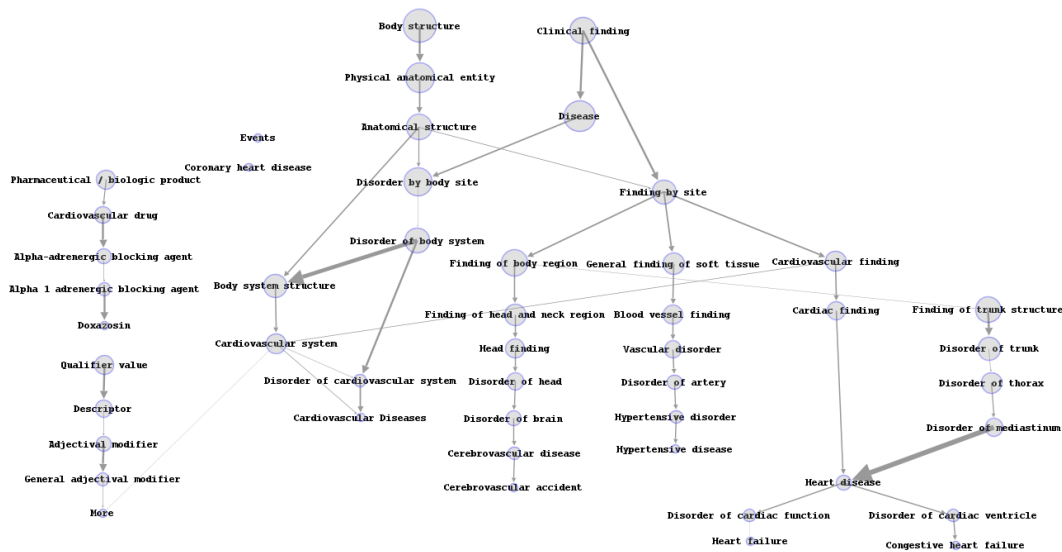 Body structure
Clinical finding
Physical anatomical entity
Disease
Anatomical structure
Events
Coronary heart disease
Pharmaceutical / biologic product
Disorder by body site
Finding by site
Cardiovascular drug
Disorder of body system
Alpha-adrenergic blocking agent
Finding of body region
General finding of soft tissue
Cardiovascular finding
Alpha 1 adrenergic blocking agent
Body system structure
Doxazosin
Finding of head and neck region
Blood vessel finding
Cardiac finding
Finding of trunk structure
Cardiovascular system
Head finding
Vascular disorder
Disorder of trunk
Qualifier value
Disorder of cardiovascular system
Disorder of head
Disorder of artery
Disorder of thorax
Descriptor
Cardiovascular Diseases
Disorder of brain
Hypertensive disorder
Disorder of mediastinum
Adjectival modifier
Cerebrovascular disease
Hypertensive disease
General adjectival modifier
Cerebrovascular accident
Heart disease
More
Disorder of cardiac function
Disorder of cardiac ventricle
Heart failure
Congestive heart failure